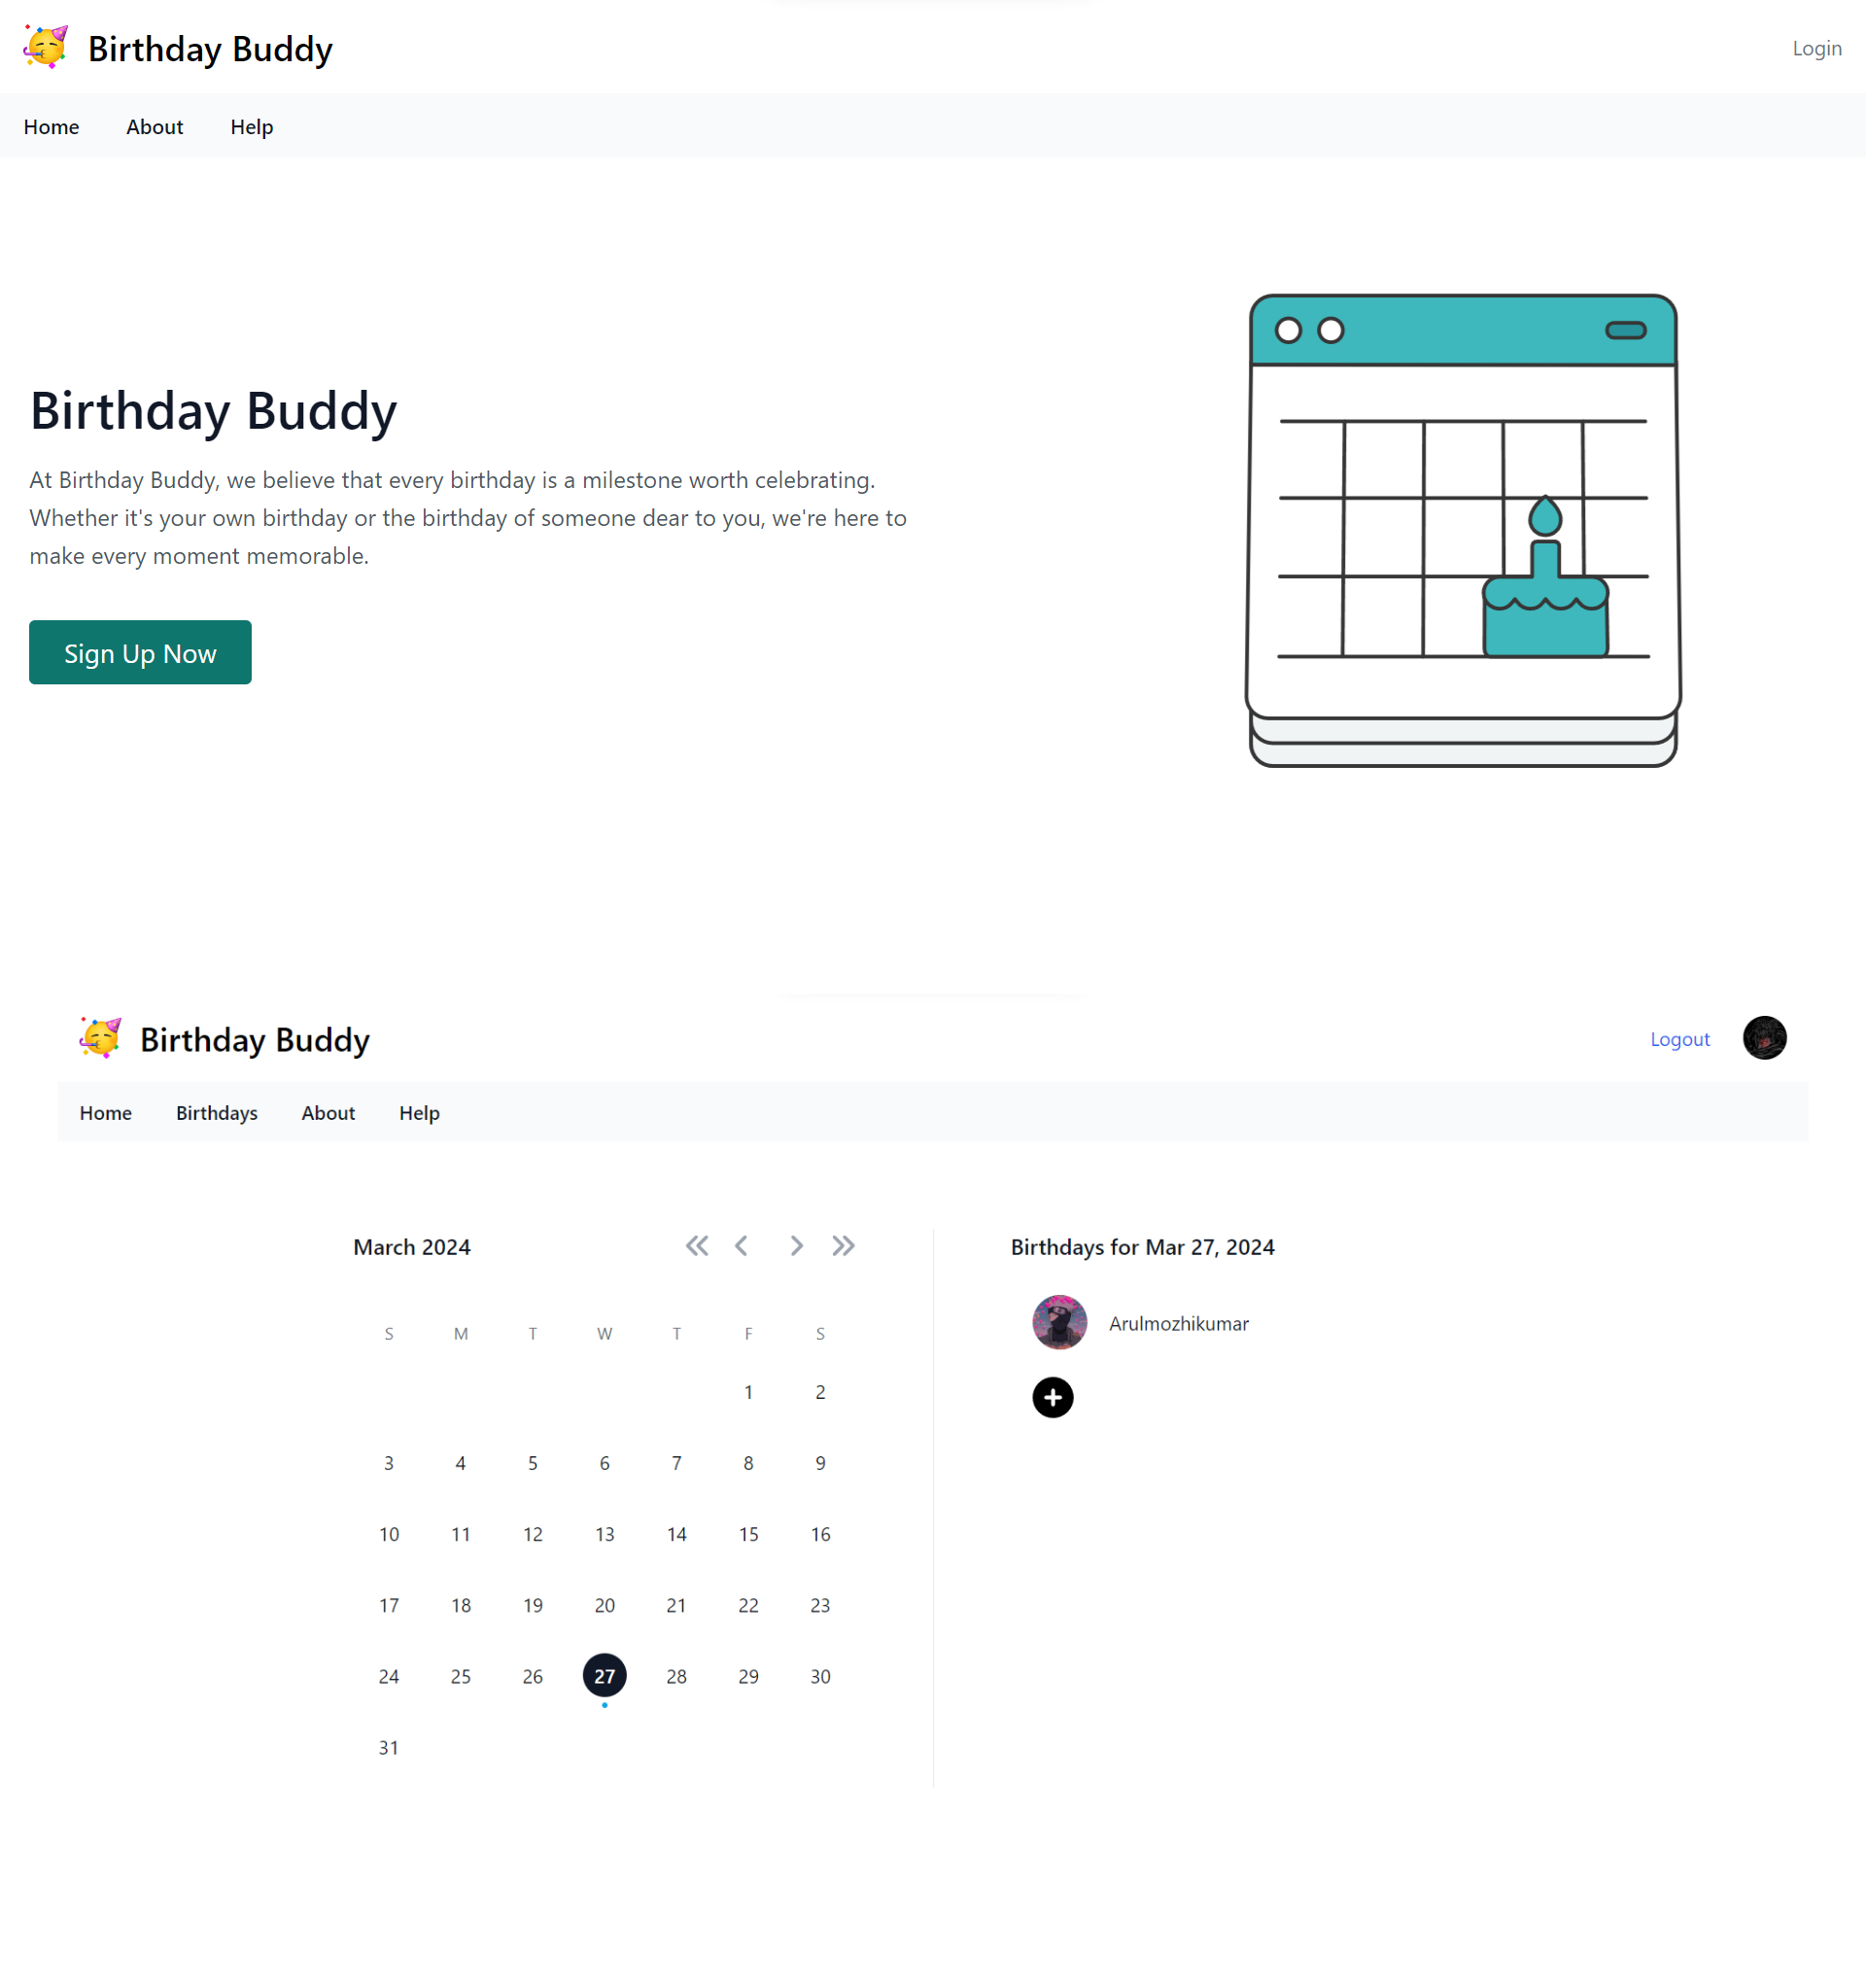 Birthday Buddy
Login
Home About Help
Birthday Buddy
At Birthday Buddy, we believe that every birthday is a milestone worth celebrating.
Whether it's your own birthday or the birthday of someone dear to you, we're here to
make every moment memorable.
Sign Up Now
Birthday Buddy
Logout
Home Birthdays About Help
March 2024
S M T W T F S
1 2
3 4 5 6 7 8 9
10 11 12 13 14 15 16
17 18 19 20 21 22 23
24 25 26 27 28 29 30
31
Birthdays for Mar 27, 2024
Arulmozhikumar